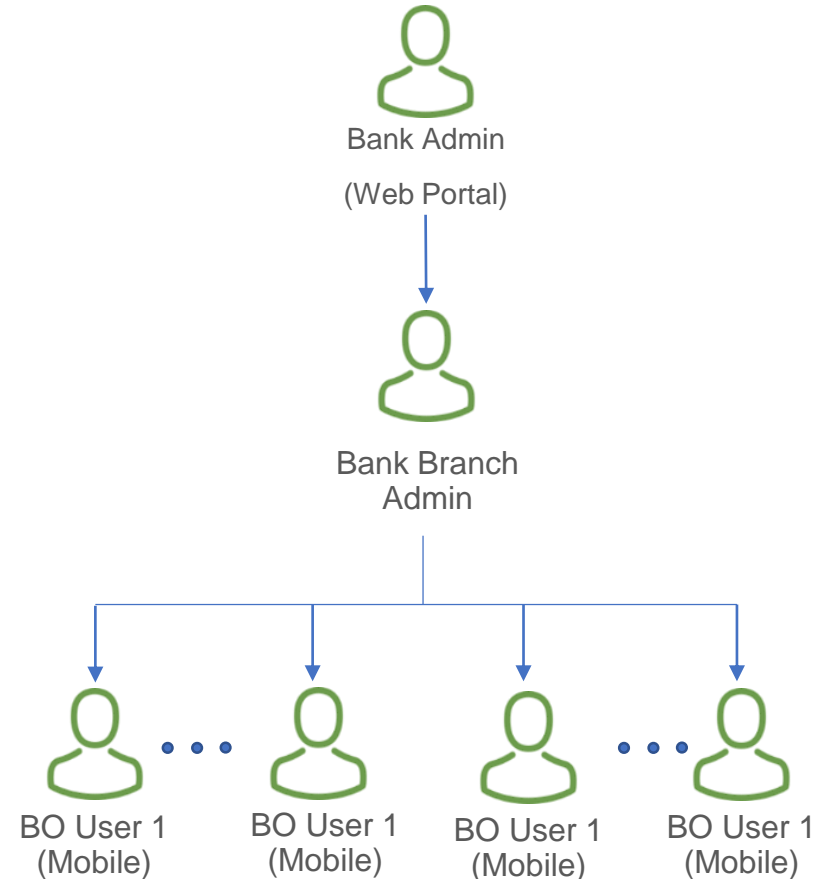 Bank Admin
(Web Portal)
Bank Branch
Admin
BO User 1
(Mobile)
BO User 1
(Mobile)
BO User 1
(Mobile)
BO User 1
(Mobile)